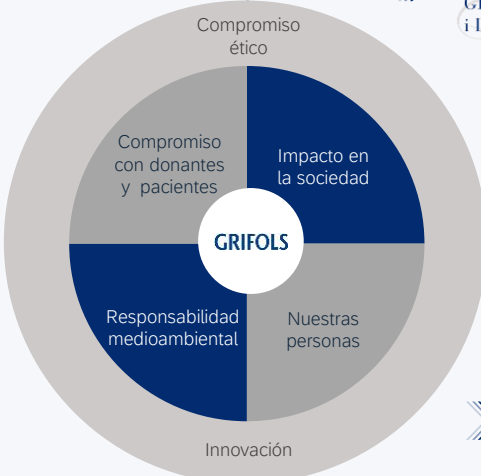 Compromiso
ético
Compromiso
con donantes
y pacientes
Impacto en
la sociedad
GRIFOLS
Responsabilidad
medioambiental
Nuestras
personas
Innovación